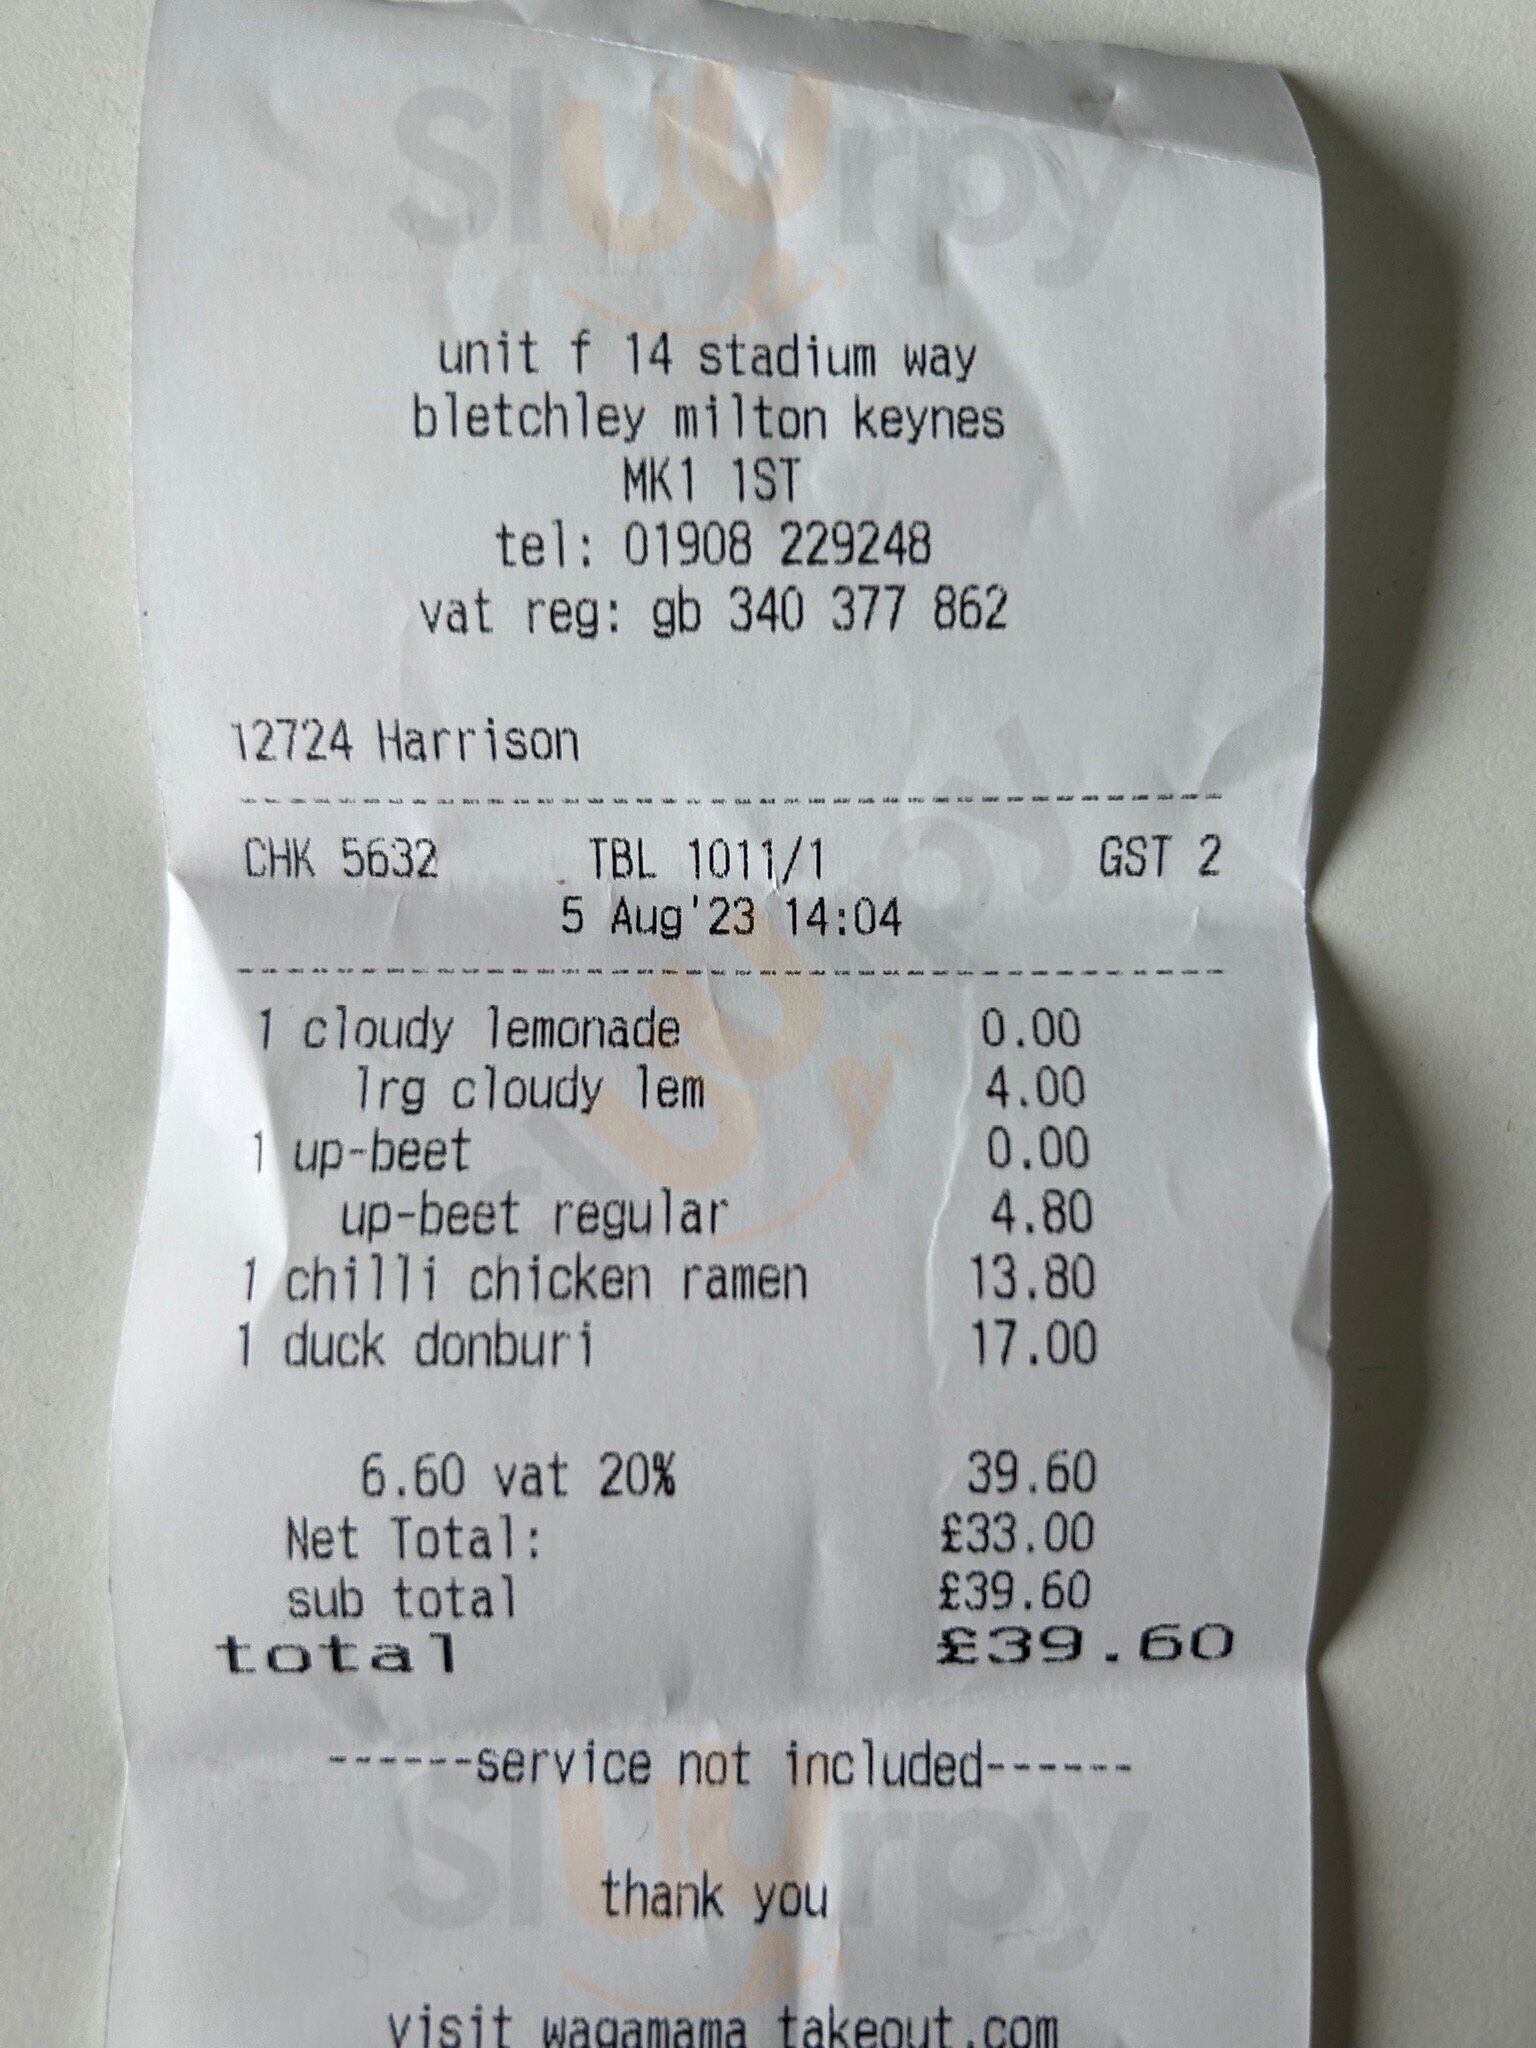 sluurpy
unit f 14 stadium way
bletchley milton keynes
MK1 1ST
tel: 01908 229248
vat reg: gb 340 377 862
12724 Harrison
CHK 5632 TBL 1011/1 GST 2
5 Aug'23 14:04
1 cloudy lemonade 0.00
lrg cloudy lem 4.00
1 up-beet 0.00
up-beet regular 4.80
1 chilli chicken ramen 13.80
1 duck donburi 17.00
sluurpy
6.60 vat 20% 39.60
Net Total: £33.00
sub total £39.60
total £39.60
------service not included------
sluurpy
thank you
visit wagamama takeout.com